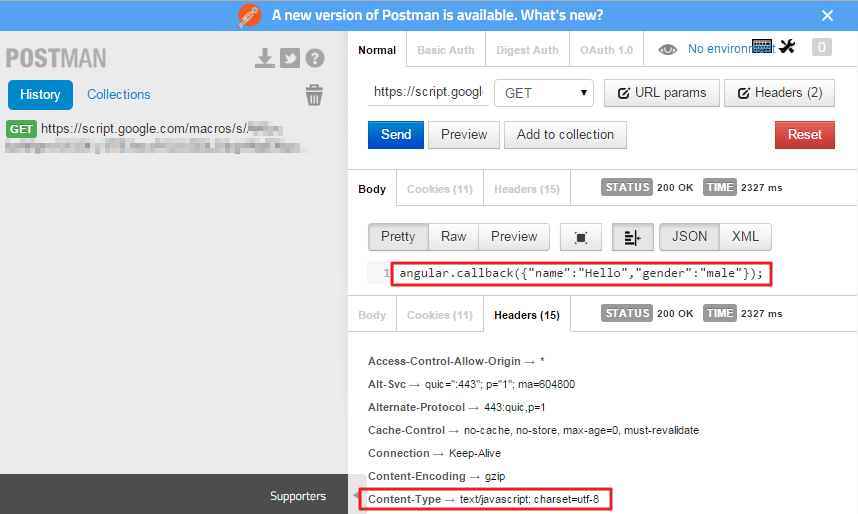 A new version of Postman is available. What's new?
POSTMAN
History
Collections
GET https://script.google.com/macros/s/
Supporters
Normal
Basic Auth
Digest Auth
OAuth 1.0
No environment
0
https://script.googl
GET
URL params
Headers (2)
Send
Preview
Add to collection
Reset
Body
Cookies (11)
Headers (15)
STATUS 200 OK TIME 2327 ms
Pretty
Raw
Preview
JSON
XML
1 angular.callback({"name":"Hello","gender":"male"});
Body
Cookies (11)
Headers (15)
STATUS 200 OK TIME 2327 ms
Access-Control-Allow-Origin → *
Alt-Svc → quic=":443"; p="1"; ma=604800
Alternate-Protocol → 443:quic,p=1
Cache-Control → no-cache, no-store, max-age=0, must-revalidate
Connection → Keep-Alive
Content-Encoding → gzip
Content-Type → text/javascript; charset=utf-8